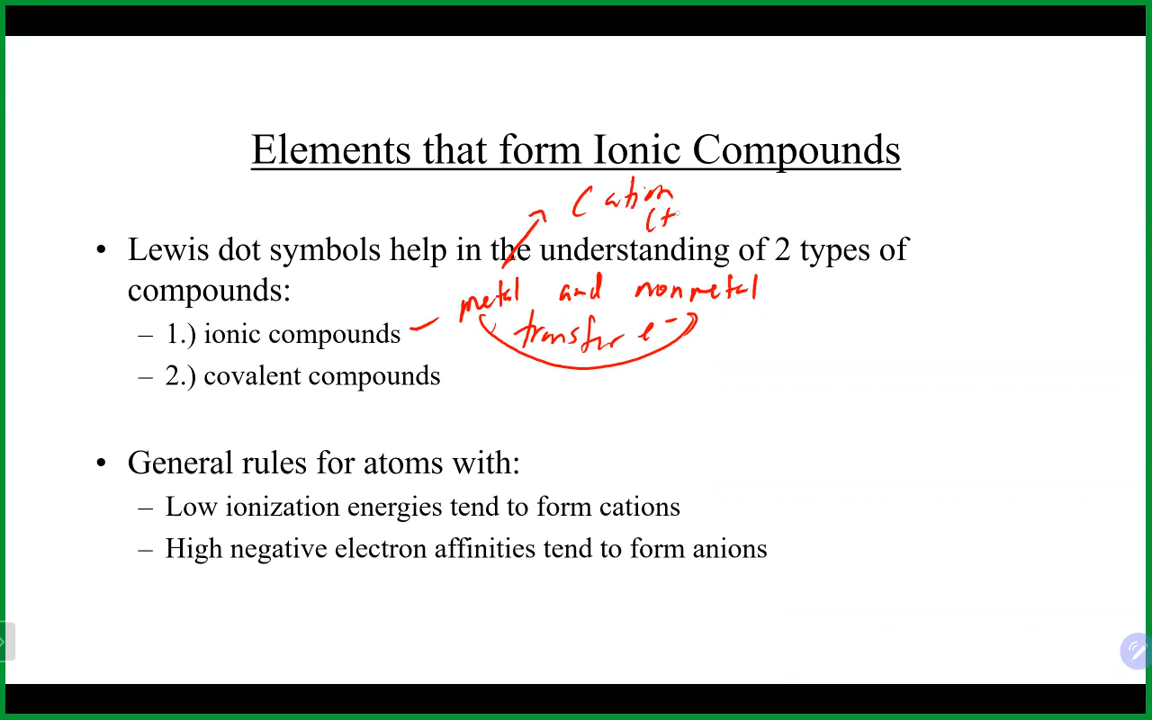 Elements that form Ionic Compounds
Cation
(+
• Lewis dot symbols help in the understanding of 2 types of
compounds:
metal and nonmetal
– 1.) ionic compounds
transfer e-
– 2.) covalent compounds
• General rules for atoms with:
– Low ionization energies tend to form cations
– High negative electron affinities tend to form anions